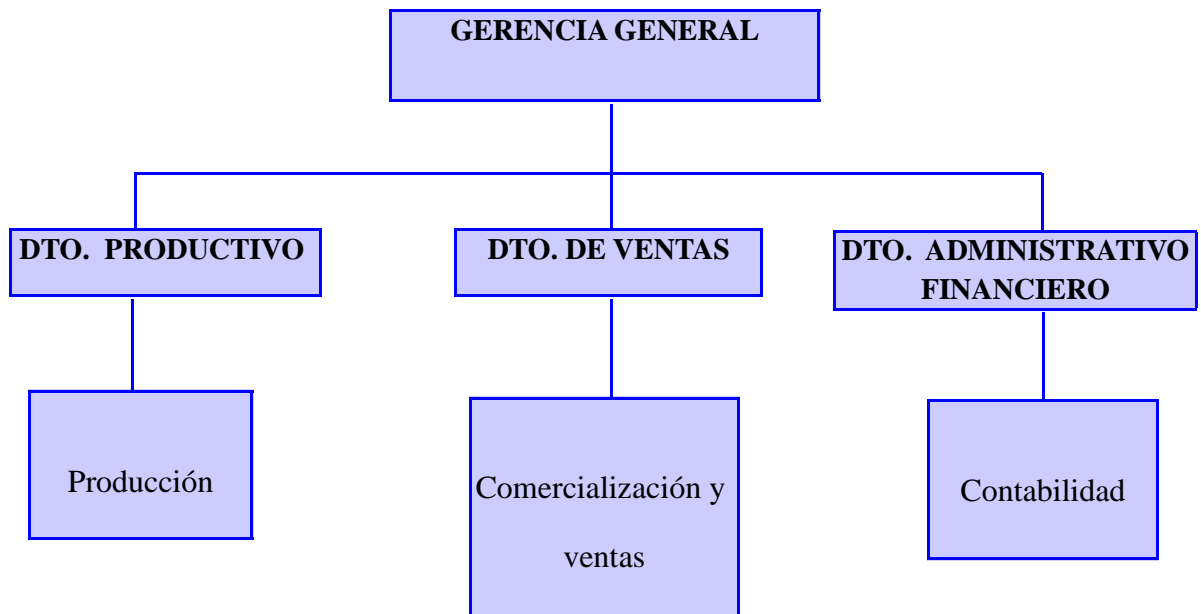 GERENCIA GENERAL
DTO. PRODUCTIVO
DTO. DE VENTAS
DTO. ADMINISTRATIVO
FINANCIERO
Producción
Comercialización y
ventas
Contabilidad